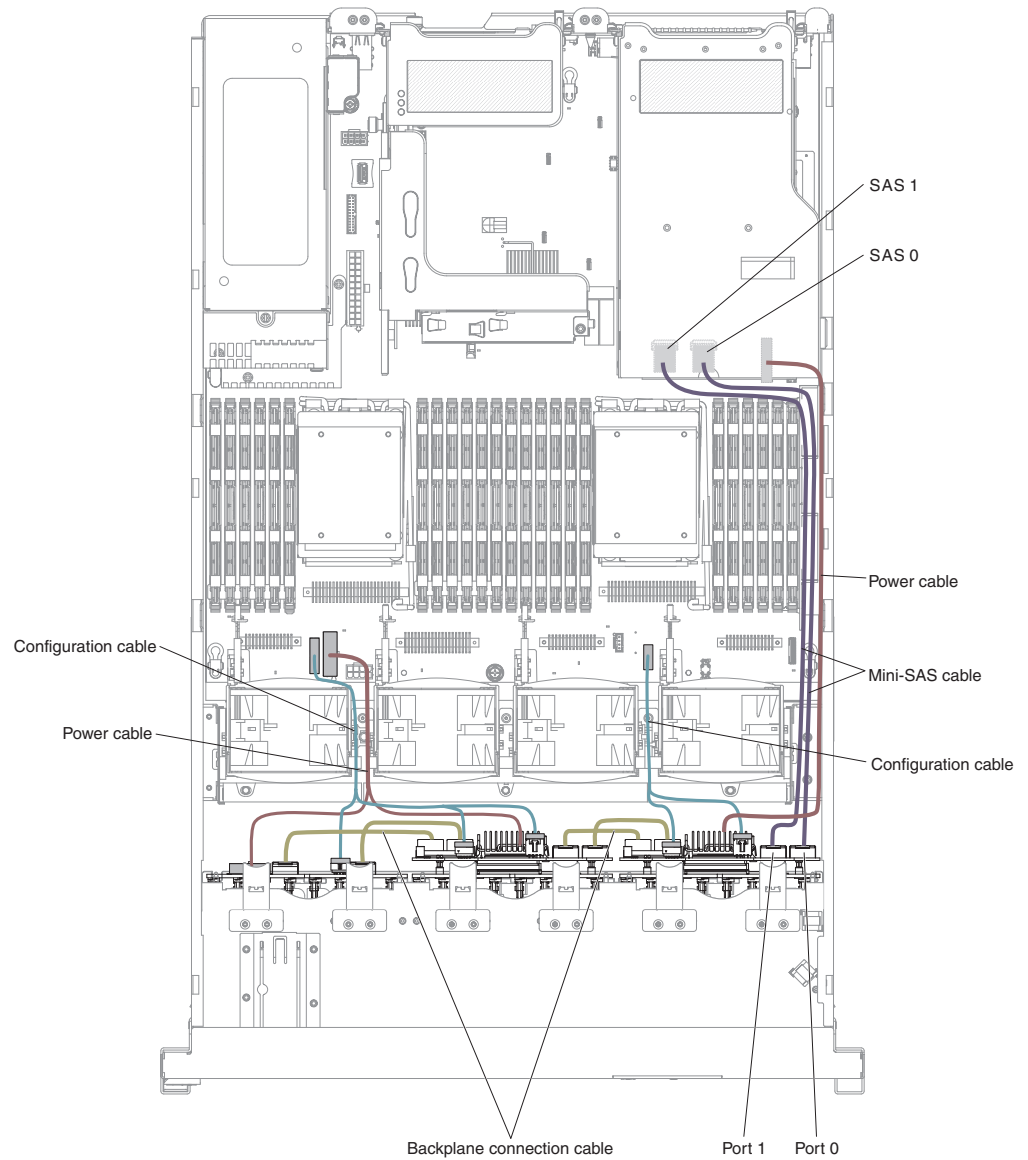 SAS 1
SAS 0
Power cable
Configuration cable
Mini-SAS cable
Power cable
Configuration cable
Backplane connection cable
Port 1
Port 0